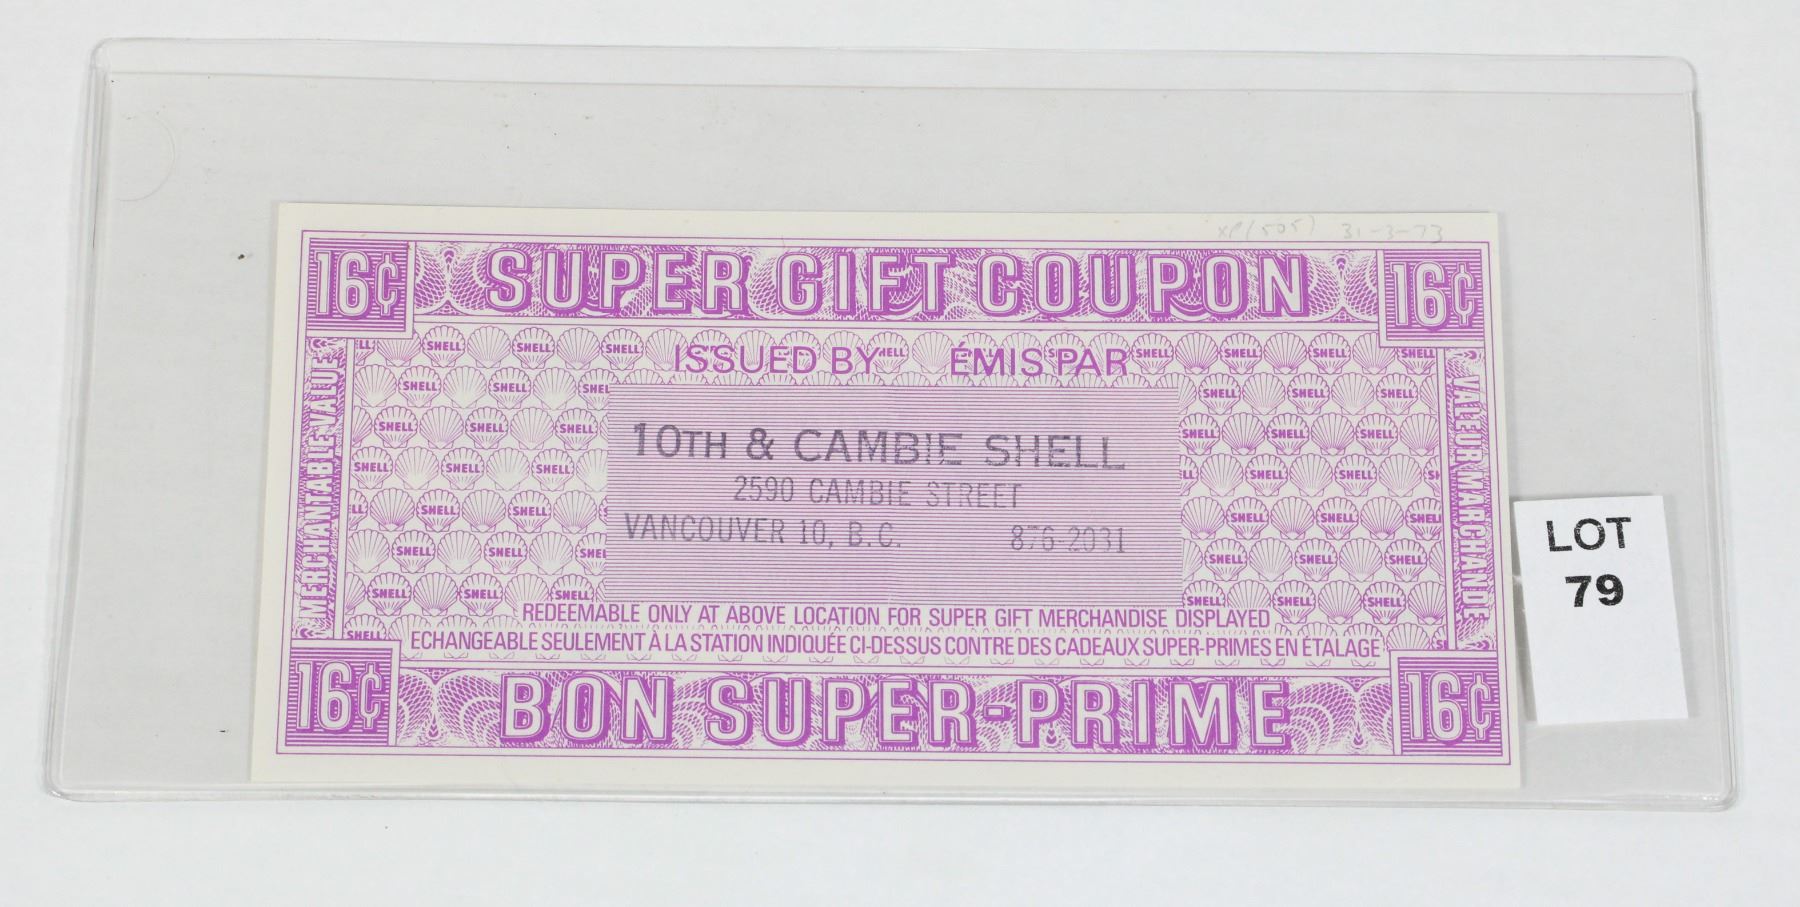 31-3-73
16¢ SUPER GIFT COUPON 16¢
ISSUED BY ÉMIS PAR
MERCHANTABLE VALUE
VALEUR MARCHANDE
SHELL
10TH & CAMBIE SHELL
2590 CAMBIE STREET
VANCOUVER 10, B.C. 876-2031
REDEEMABLE ONLY AT ABOVE LOCATION FOR SUPER GIFT MERCHANDISE DISPLAYED
ECHANGEABLE SEULEMENT À LA STATION INDIQUÉE CI-DESSUS CONTRE DES CADEAUX SUPER-PRIMES EN ÉTALAGE
16¢ BON SUPER-PRIME 16¢
LOT
79